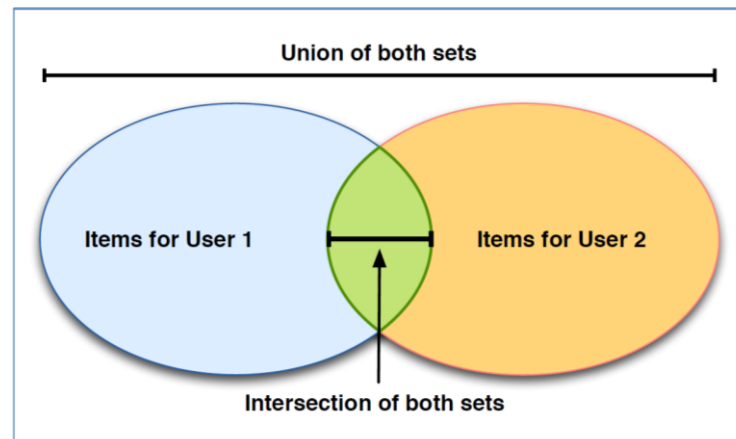 Union of both sets
Items for User 1
Items for User 2
Intersection of both sets